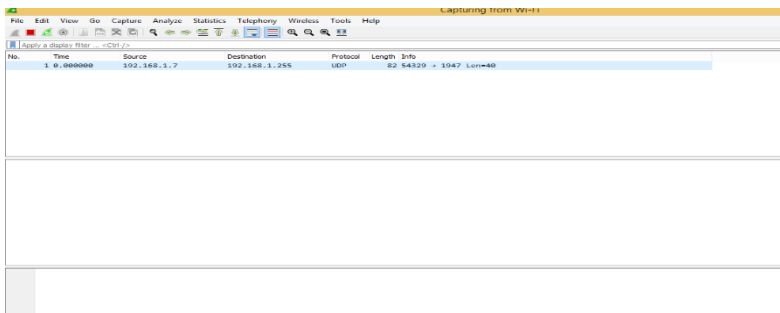 Capturing from Wi-Fi
File Edit View Go Capture Analyze Statistics Telephony Wireless Tools Help
Apply a display filter ... <Ctrl-/>
No. Time Source Destination Protocol Length Info
1 0.000000 192.168.1.7 192.168.1.255 UDP 82 54329 → 1947 Len=40